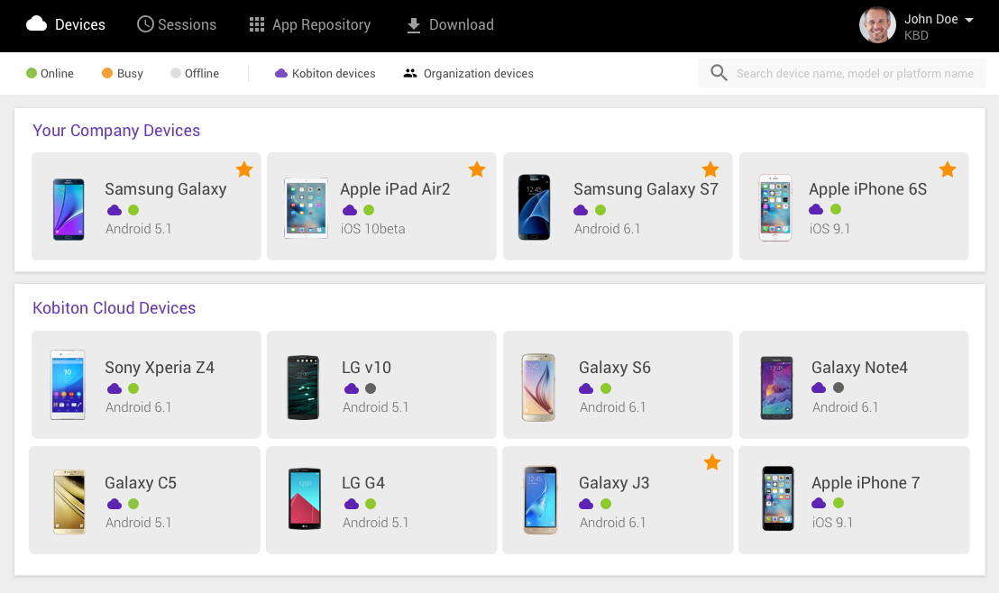 Devices
Sessions
App Repository
Download
John Doe
KBD
Online
Busy
Offline
Kobiton devices
Organization devices
Search device name, model or platform name
Your Company Devices
Samsung Galaxy
Android 5.1
Apple iPad Air2
iOS 10beta
Samsung Galaxy S7
Android 6.1
Apple iPhone 6S
iOS 9.1
Kobiton Cloud Devices
Sony Xperia Z4
Android 6.1
LG v10
Android 5.1
Galaxy S6
Android 6.1
Galaxy Note4
Android 6.1
Galaxy C5
Android 5.1
LG G4
Android 5.1
Galaxy J3
Android 6.1
Apple iPhone 7
iOS 9.1